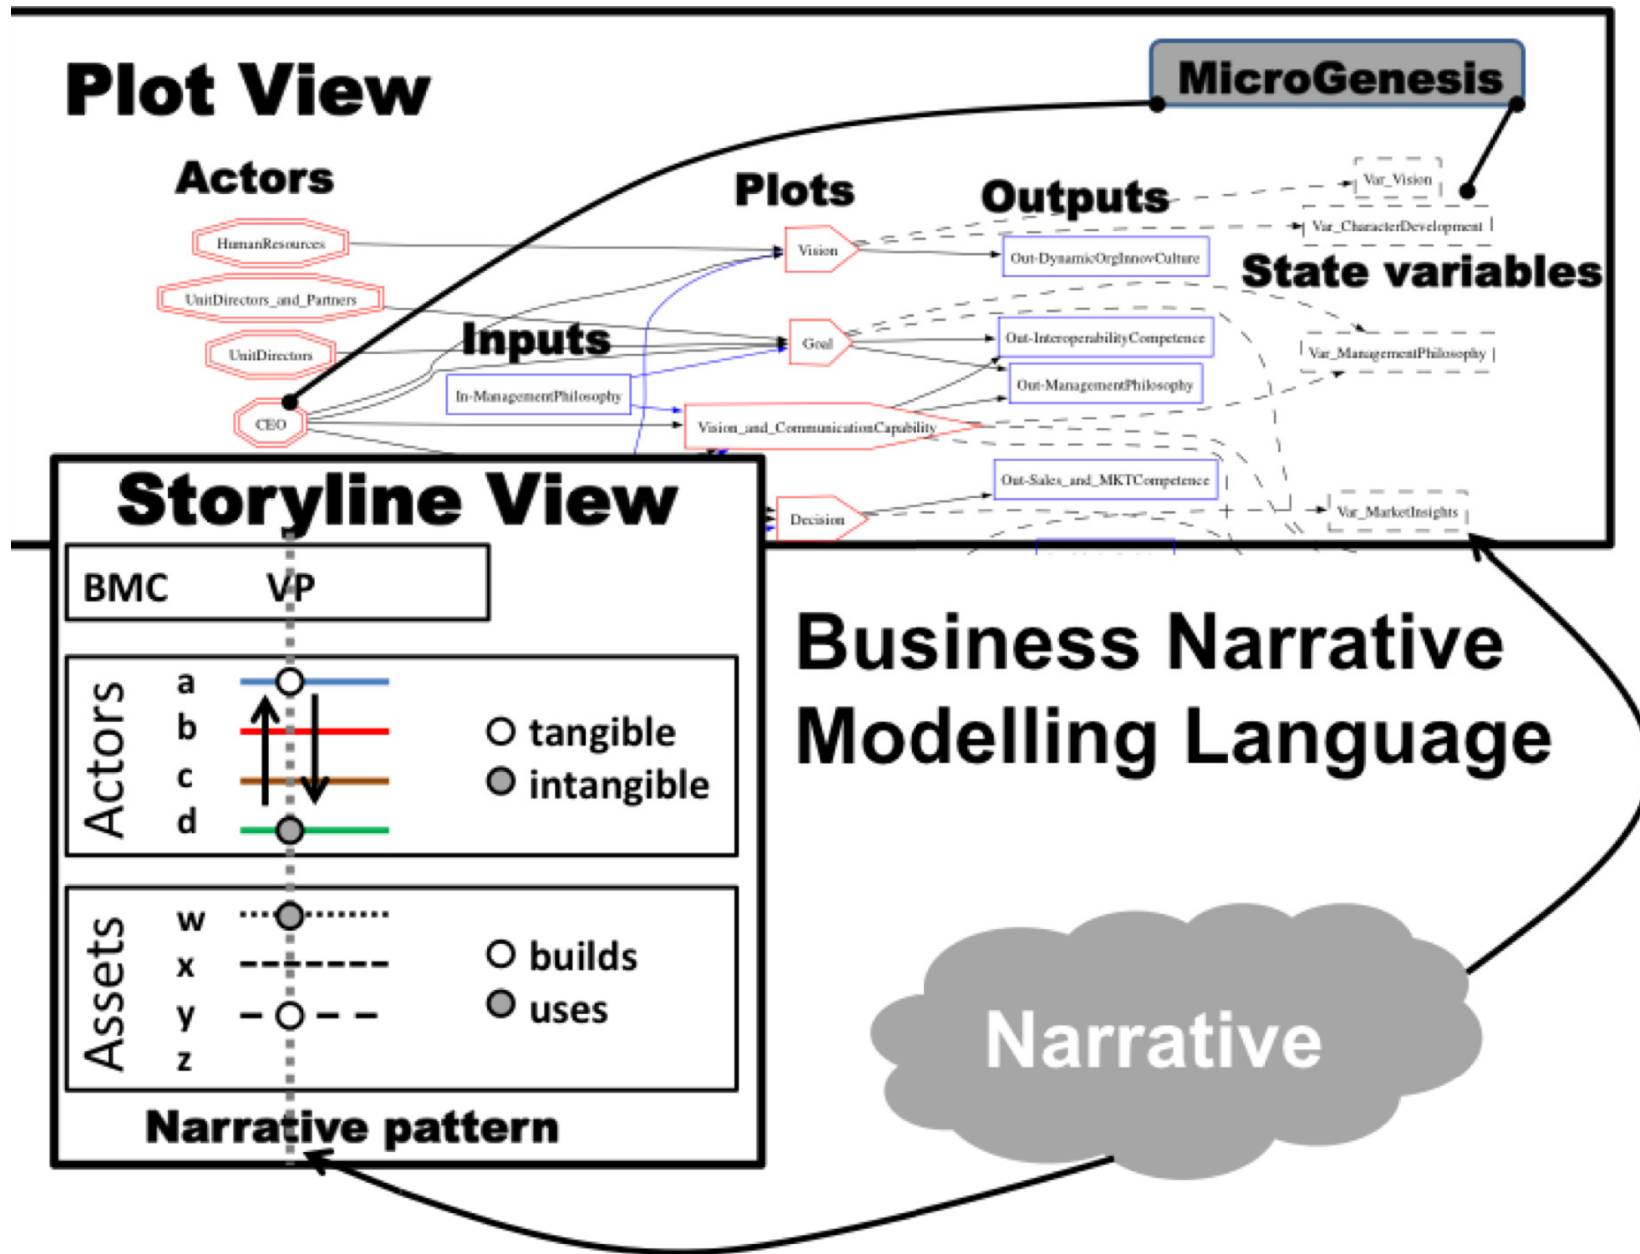 Plot View
MicroGenesis
Actors
Plots
Outputs
Inputs
State variables
HumanResources
UnitDirectors_and_Partners
UnitDirectors
CEO
In-ManagementPhilosophy
Vision
Goal
Vision_and_CommunicationCapability
Decision
Out-DynamicOrgInnovCulture
Out-InteroperabilityCompetence
Out-ManagementPhilosophy
Out-Sales_and_MKTCompetence
Var_Vision
Var_CharacterDevelopment
Var_ManagementPhilosophy
Var_MarketInsights
Storyline View
BMC VP
Actors
a
b
c
d
tangible
intangible
Assets
w
x
y
z
builds
uses
Narrative pattern
Business Narrative
Modelling Language
Narrative